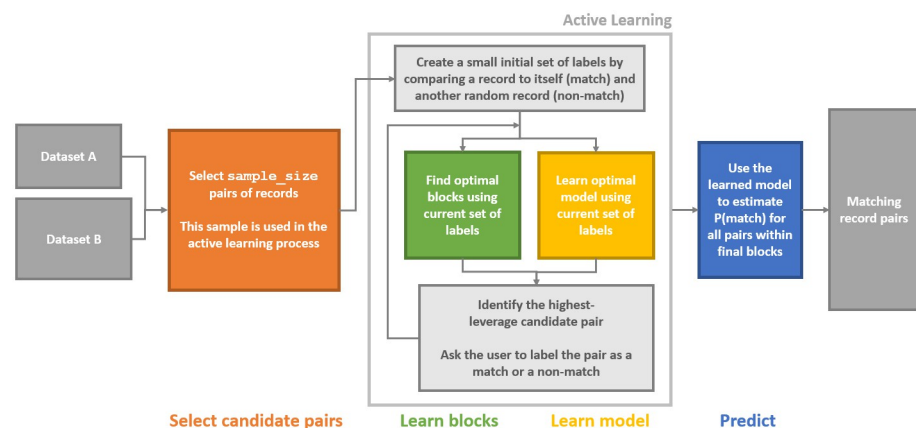 Active Learning
Create a small initial set of labels by
comparing a record to itself (match) and
another random record (non-match)
Dataset A
Dataset B
Select sample_size
pairs of records
This sample is used in the
active learning process
Find optimal
blocks using
current set of
labels
Learn optimal
model using
current set of
labels
Use the
learned model
to estimate
P(match) for
all pairs within
final blocks
Matching
record pairs
Identify the highest-
leverage candidate pair
Ask the user to label the pair as a
match or a non-match
Select candidate pairs
Learn blocks
Learn model
Predict